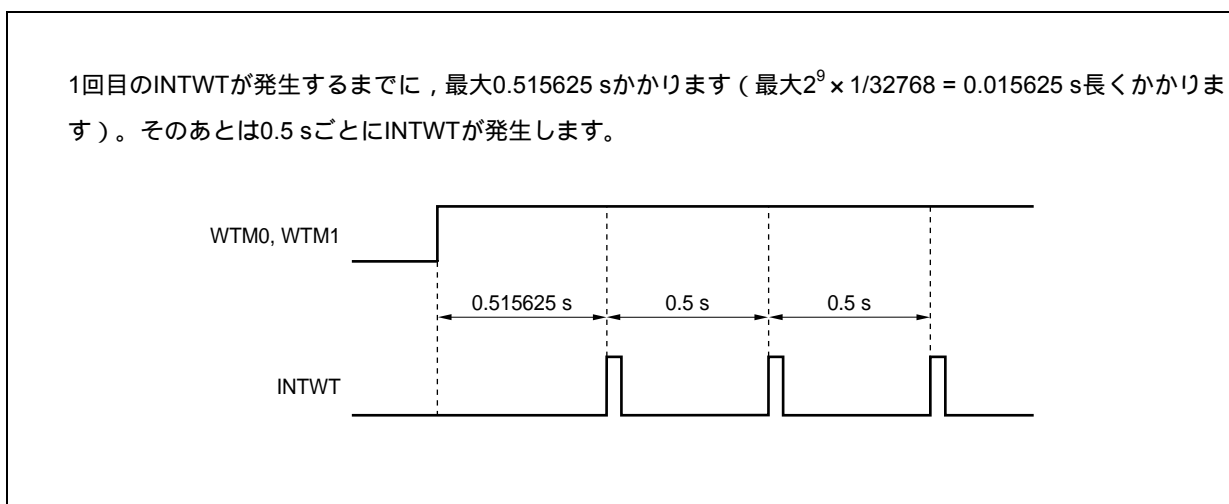 1回目のINTWTが発生するまでに，最大0.515625 sかかります（最大2⁹×1/32768 = 0.015625 s長くかかりま
す）。そのあとは0.5 sごとにINTWTが発生します。
WTM0, WTM1
0.515625 s 0.5 s 0.5 s
INTWT